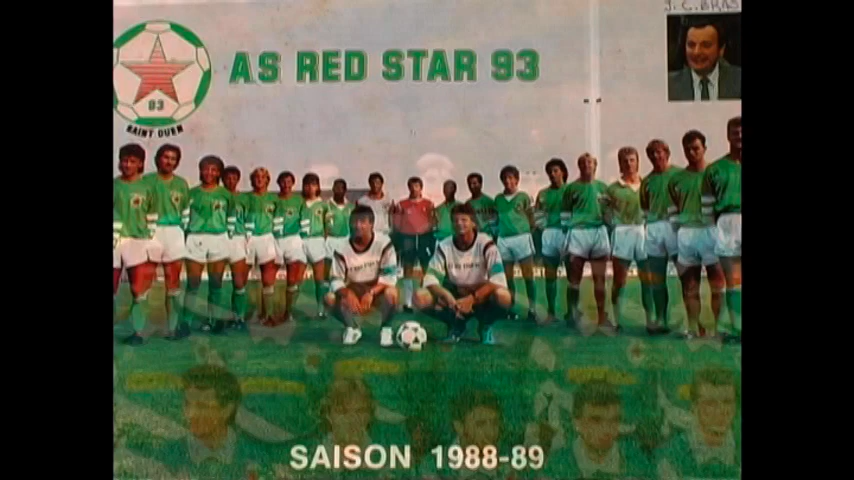 J. C. BRAS
AS RED STAR 93
93
SAINT OUEN
SAISON 1988-89